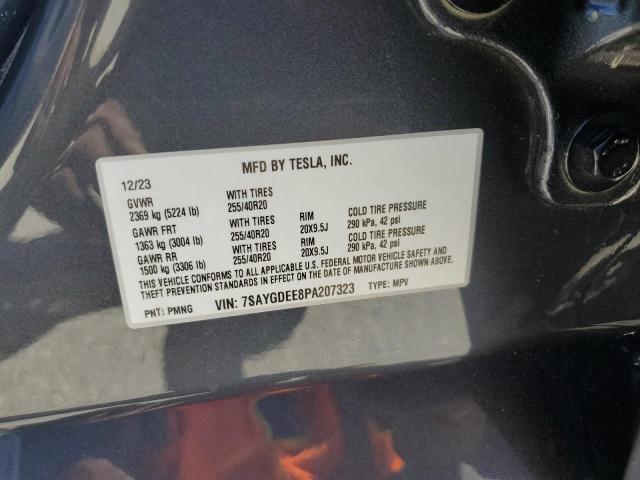 MFD BY TESLA, INC.
12/23
GVWR WITH TIRES
2369 kg (5224 lb) 255/40R20
GAWR FRT WITH TIRES RIM COLD TIRE PRESSURE
1363 kg (3004 lb) 255/40R20 20X9.5J 290 kPa, 42 psi
GAWR RR WITH TIRES RIM COLD TIRE PRESSURE
1500 kg (3306 lb) 255/40R20 20X9.5J 290 kPa, 42 psi
THIS VEHICLE CONFORMS TO ALL APPLICABLE U.S. FEDERAL MOTOR VEHICLE SAFETY AND
THEFT PREVENTION STANDARDS IN EFFECT ON THE DATE OF MANUFACTURE SHOWN ABOVE.
PNT: PMNG VIN: 7SAYGDEE8PA207323 TYPE: MPV